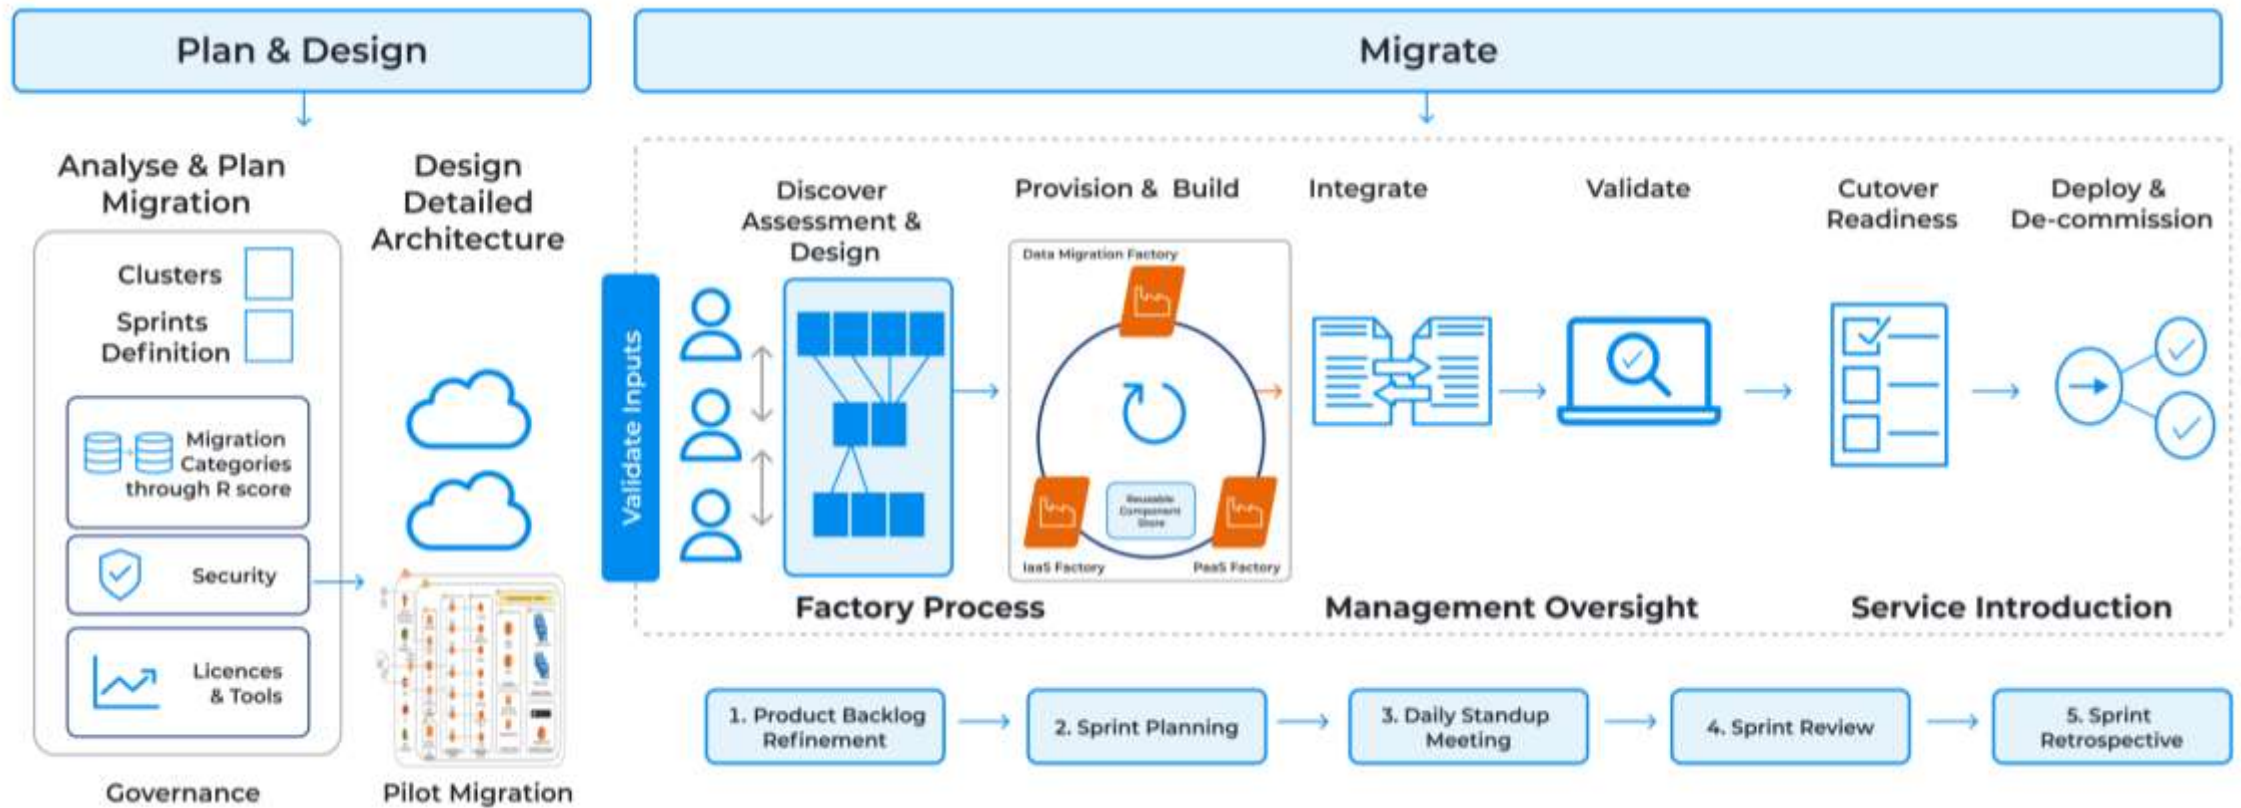 Plan & Design
Migrate
Analyse & Plan
Migration
Design
Detailed
Architecture
Clusters
Sprints
Definition
Migration
Categories
through R score
Security
Licences
& Tools
Governance
Pilot Migration
Validate Inputs
Discover
Assessment &
Design
Provision & Build
Integrate
Validate
Cutover
Readiness
Deploy &
De-commission
Data Migration Factory
Reusable
Component
Store
IaaS Factory
PaaS Factory
Factory Process
Management Oversight
Service Introduction
1. Product Backlog
Refinement
2. Sprint Planning
3. Daily Standup
Meeting
4. Sprint Review
5. Sprint
Retrospective